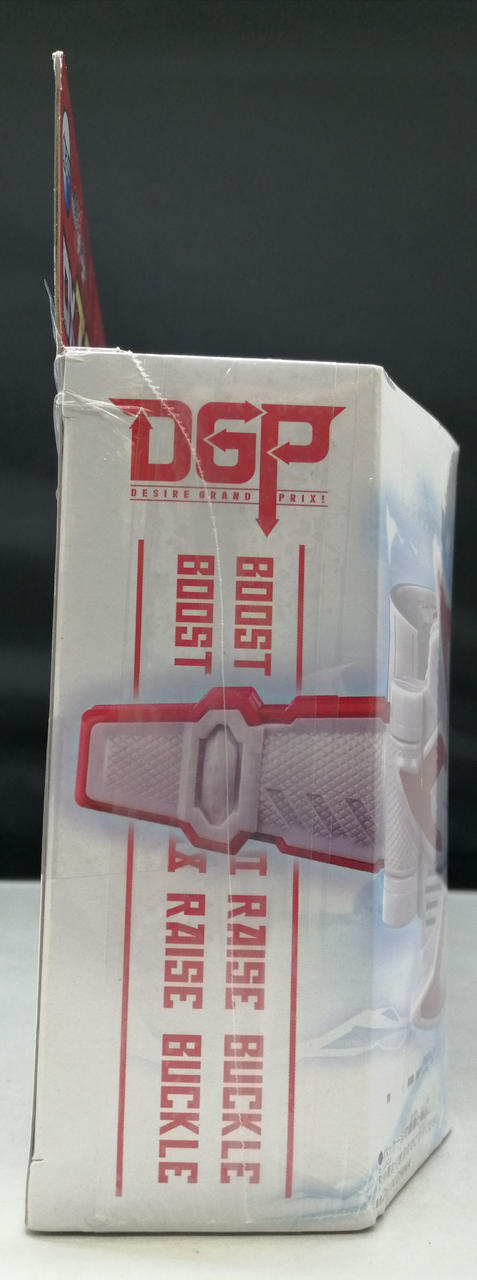 DGP
DESIRE GRAND PRIX!
BOOST I RAISE BUCKLE
BOOST X RAISE BUCKLE